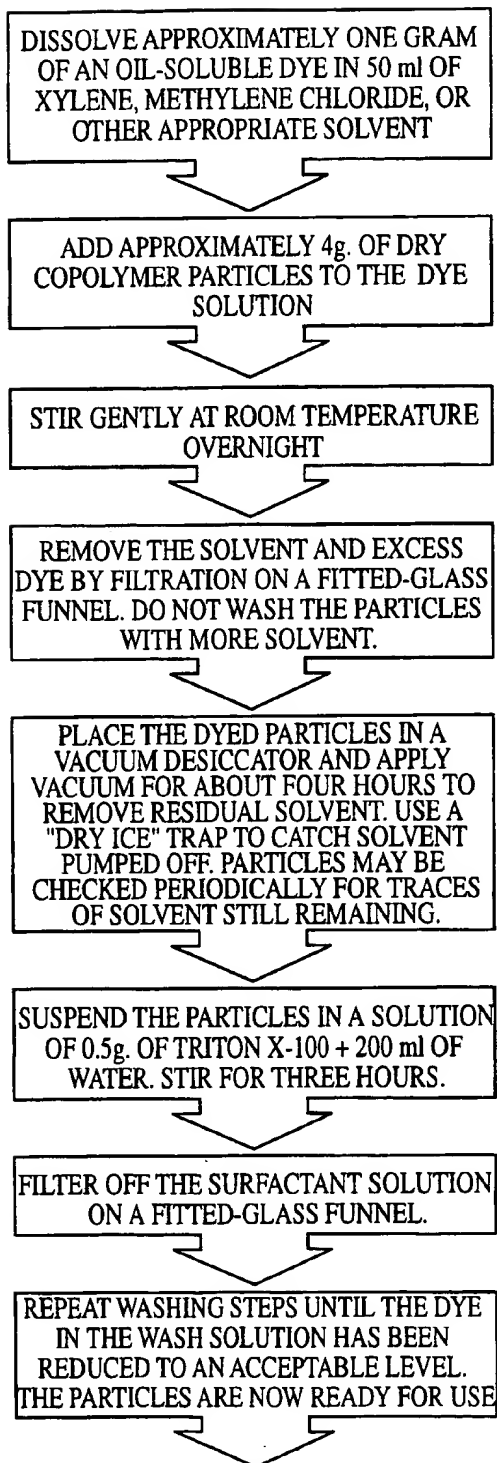 DISSOLVE APPROXIMATELY ONE GRAM
OF AN OIL-SOLUBLE DYE IN 50 ml OF
XYLENE, METHYLENE CHLORIDE, OR
OTHER APPROPRIATE SOLVENT
ADD APPROXIMATELY 4g. OF DRY
COPOLYMER PARTICLES TO THE DYE
SOLUTION
STIR GENTLY AT ROOM TEMPERATURE
OVERNIGHT
REMOVE THE SOLVENT AND EXCESS
DYE BY FILTRATION ON A FITTED-GLASS
FUNNEL. DO NOT WASH THE PARTICLES
WITH MORE SOLVENT.
PLACE THE DYED PARTICLES IN A
VACUUM DESICCATOR AND APPLY
VACUUM FOR ABOUT FOUR HOURS TO
REMOVE RESIDUAL SOLVENT. USE A
"DRY ICE" TRAP TO CATCH SOLVENT
PUMPED OFF. PARTICLES MAY BE
CHECKED PERIODICALLY FOR TRACES
OF SOLVENT STILL REMAINING.
SUSPEND THE PARTICLES IN A SOLUTION
OF 0.5g. OF TRITON X-100 + 200 ml OF
WATER. STIR FOR THREE HOURS.
FILTER OFF THE SURFACTANT SOLUTION
ON A FITTED-GLASS FUNNEL.
REPEAT WASHING STEPS UNTIL THE DYE
IN THE WASH SOLUTION HAS BEEN
REDUCED TO AN ACCEPTABLE LEVEL.
THE PARTICLES ARE NOW READY FOR USE